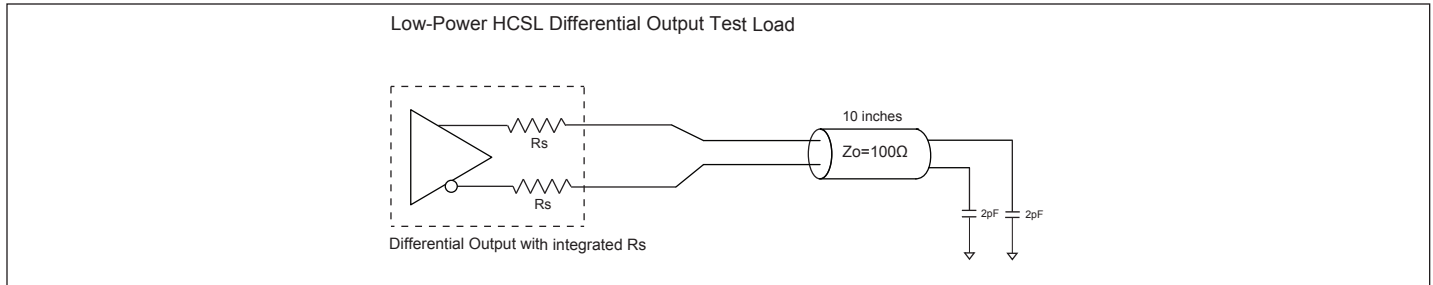 Low-Power HCSL Differential Output Test Load
10 inches
Rs
Zo=100Ω
Rs
2pF
2pF
Differential Output with integrated Rs